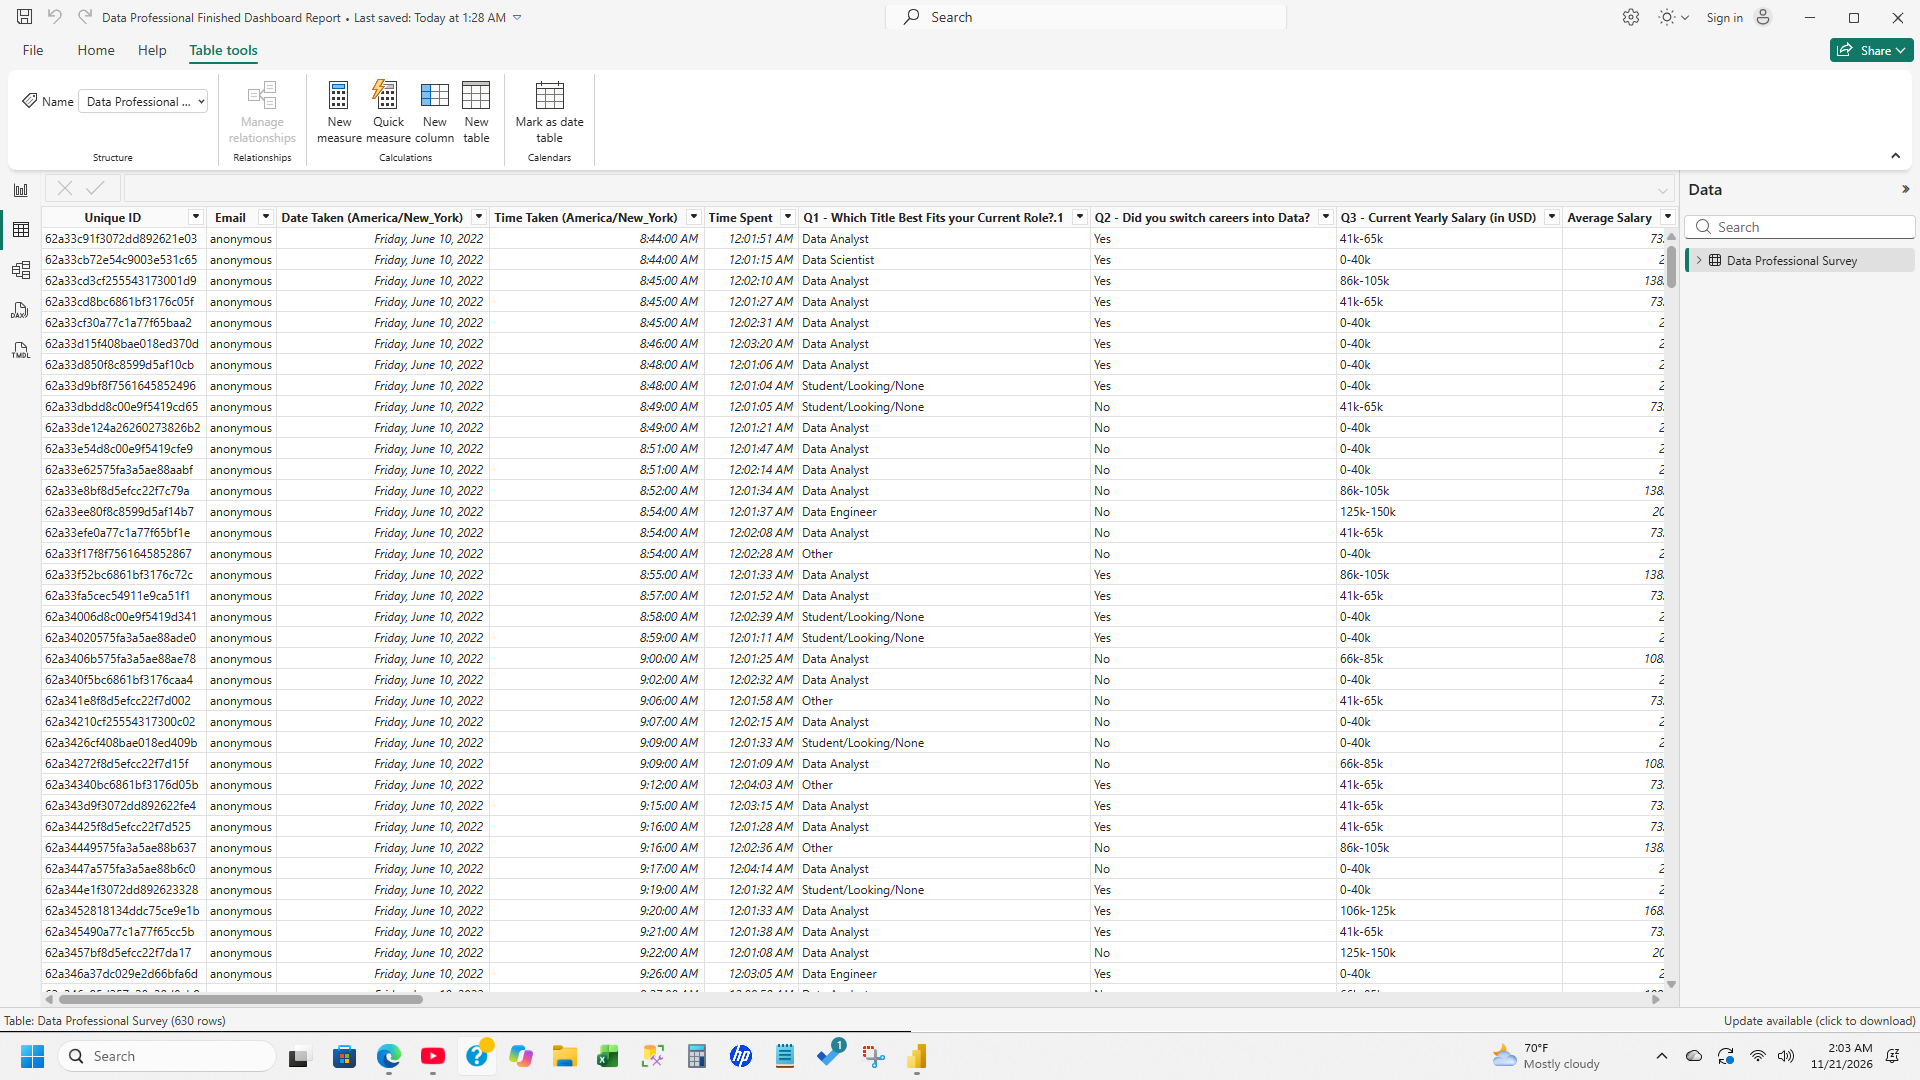 Data Professional Finished Dashboard Report • Last saved: Today at 1:28 AM
Search
Sign in
File Home Help Table tools
Share
Name Data Professional ...
Manage relationships
New measure
Quick measure
New column
New table
Mark as date table
Structure Relationships Calculations Calendars
Data
Search
Data Professional Survey
DAX
TMDL
Unique ID Email Date Taken (America/New_York) Time Taken (America/New_York) Time Spent Q1 - Which Title Best Fits your Current Role?.1 Q2 - Did you switch careers into Data? Q3 - Current Yearly Salary (in USD) Average Salary
62a33c91f3072dd892621e03 anonymous Friday, June 10, 2022 8:44:00 AM 12:01:51 AM Data Analyst Yes 41k-65k 73.
62a33cb72e54c9003e531c65 anonymous Friday, June 10, 2022 8:44:00 AM 12:01:15 AM Data Scientist Yes 0-40k 2
62a33cd3cf255543173001d9 anonymous Friday, June 10, 2022 8:45:00 AM 12:02:10 AM Data Analyst Yes 86k-105k 138.
62a33cd8bc6861bf3176c05f anonymous Friday, June 10, 2022 8:45:00 AM 12:01:27 AM Data Analyst Yes 41k-65k 73.
62a33cf30a77c1a77f65baa2 anonymous Friday, June 10, 2022 8:45:00 AM 12:02:31 AM Data Analyst Yes 0-40k 2
62a33d15f408bae018ed370d anonymous Friday, June 10, 2022 8:46:00 AM 12:03:20 AM Data Analyst Yes 0-40k 2
62a33d850f8c8599d5af10cb anonymous Friday, June 10, 2022 8:48:00 AM 12:01:06 AM Data Analyst Yes 0-40k 2
62a33d9bf8f7561645852496 anonymous Friday, June 10, 2022 8:48:00 AM 12:01:04 AM Student/Looking/None Yes 0-40k 2
62a33dbdd8c00e9f5419cd65 anonymous Friday, June 10, 2022 8:49:00 AM 12:01:05 AM Student/Looking/None No 41k-65k 73.
62a33de124a26260273826b2 anonymous Friday, June 10, 2022 8:49:00 AM 12:01:21 AM Data Analyst No 0-40k 2
62a33e54d8c00e9f5419cfe9 anonymous Friday, June 10, 2022 8:51:00 AM 12:01:47 AM Data Analyst No 0-40k 2
62a33e62575fa3a5ae88aabf anonymous Friday, June 10, 2022 8:51:00 AM 12:02:14 AM Data Analyst No 0-40k 2
62a33e8bf8d5efcc22f7c79a anonymous Friday, June 10, 2022 8:52:00 AM 12:01:34 AM Data Analyst No 86k-105k 138.
62a33ee80f8c8599d5af14b7 anonymous Friday, June 10, 2022 8:54:00 AM 12:01:37 AM Data Engineer No 125k-150k 20
62a33efe0a77c1a77f65bf1e anonymous Friday, June 10, 2022 8:54:00 AM 12:02:08 AM Data Analyst No 41k-65k 73.
62a33f17f8f7561645852867 anonymous Friday, June 10, 2022 8:54:00 AM 12:02:28 AM Other No 0-40k 2
62a33f52bc6861bf3176c72c anonymous Friday, June 10, 2022 8:55:00 AM 12:01:33 AM Data Analyst Yes 86k-105k 138.
62a33fa5cec54911e9ca51f1 anonymous Friday, June 10, 2022 8:57:00 AM 12:01:52 AM Data Analyst Yes 41k-65k 73.
62a34006d8c00e9f5419d341 anonymous Friday, June 10, 2022 8:58:00 AM 12:02:39 AM Student/Looking/None Yes 0-40k 2
62a34020575fa3a5ae88ade0 anonymous Friday, June 10, 2022 8:59:00 AM 12:01:11 AM Student/Looking/None Yes 0-40k 2
62a3406b575fa3a5ae88ae78 anonymous Friday, June 10, 2022 9:00:00 AM 12:01:25 AM Data Analyst No 66k-85k 108.
62a340f5bc6861bf3176caa4 anonymous Friday, June 10, 2022 9:02:00 AM 12:02:32 AM Data Analyst No 0-40k 2
62a341e8f8d5efcc22f7d002 anonymous Friday, June 10, 2022 9:06:00 AM 12:01:58 AM Other No 41k-65k 73.
62a34210cf25554317300c02 anonymous Friday, June 10, 2022 9:07:00 AM 12:02:15 AM Data Analyst No 0-40k 2
62a3426cf408bae018ed409b anonymous Friday, June 10, 2022 9:09:00 AM 12:01:33 AM Student/Looking/None No 0-40k 2
62a34272f8d5efcc22f7d15f anonymous Friday, June 10, 2022 9:09:00 AM 12:01:09 AM Data Analyst No 66k-85k 108.
62a34340bc6861bf3176d05b anonymous Friday, June 10, 2022 9:12:00 AM 12:04:03 AM Other Yes 41k-65k 73.
62a343d9f3072dd892622fe4 anonymous Friday, June 10, 2022 9:15:00 AM 12:03:15 AM Data Analyst Yes 41k-65k 73.
62a34425f8d5efcc22f7d525 anonymous Friday, June 10, 2022 9:16:00 AM 12:01:28 AM Data Analyst Yes 41k-65k 73.
62a34449575fa3a5ae88b637 anonymous Friday, June 10, 2022 9:16:00 AM 12:02:36 AM Other No 86k-105k 138.
62a3447a575fa3a5ae88b6c0 anonymous Friday, June 10, 2022 9:17:00 AM 12:04:14 AM Data Analyst No 0-40k 2
62a344e1f3072dd892623328 anonymous Friday, June 10, 2022 9:19:00 AM 12:01:32 AM Student/Looking/None Yes 0-40k 2
62a3452818134ddc75ce9e1b anonymous Friday, June 10, 2022 9:20:00 AM 12:01:33 AM Data Analyst Yes 106k-125k 168.
62a345490a77c1a77f65cc5b anonymous Friday, June 10, 2022 9:21:00 AM 12:01:38 AM Data Analyst Yes 41k-65k 73.
62a3457bf8d5efcc22f7da17 anonymous Friday, June 10, 2022 9:22:00 AM 12:01:08 AM Data Analyst No 125k-150k 20
62a346a37dc029e2d66bfa6d anonymous Friday, June 10, 2022 9:26:00 AM 12:03:05 AM Data Engineer Yes 0-40k 2
Table: Data Professional Survey (630 rows)
Update available (click to download)
Search
hp
1
70°F
Mostly cloudy
2:03 AM
11/21/2026